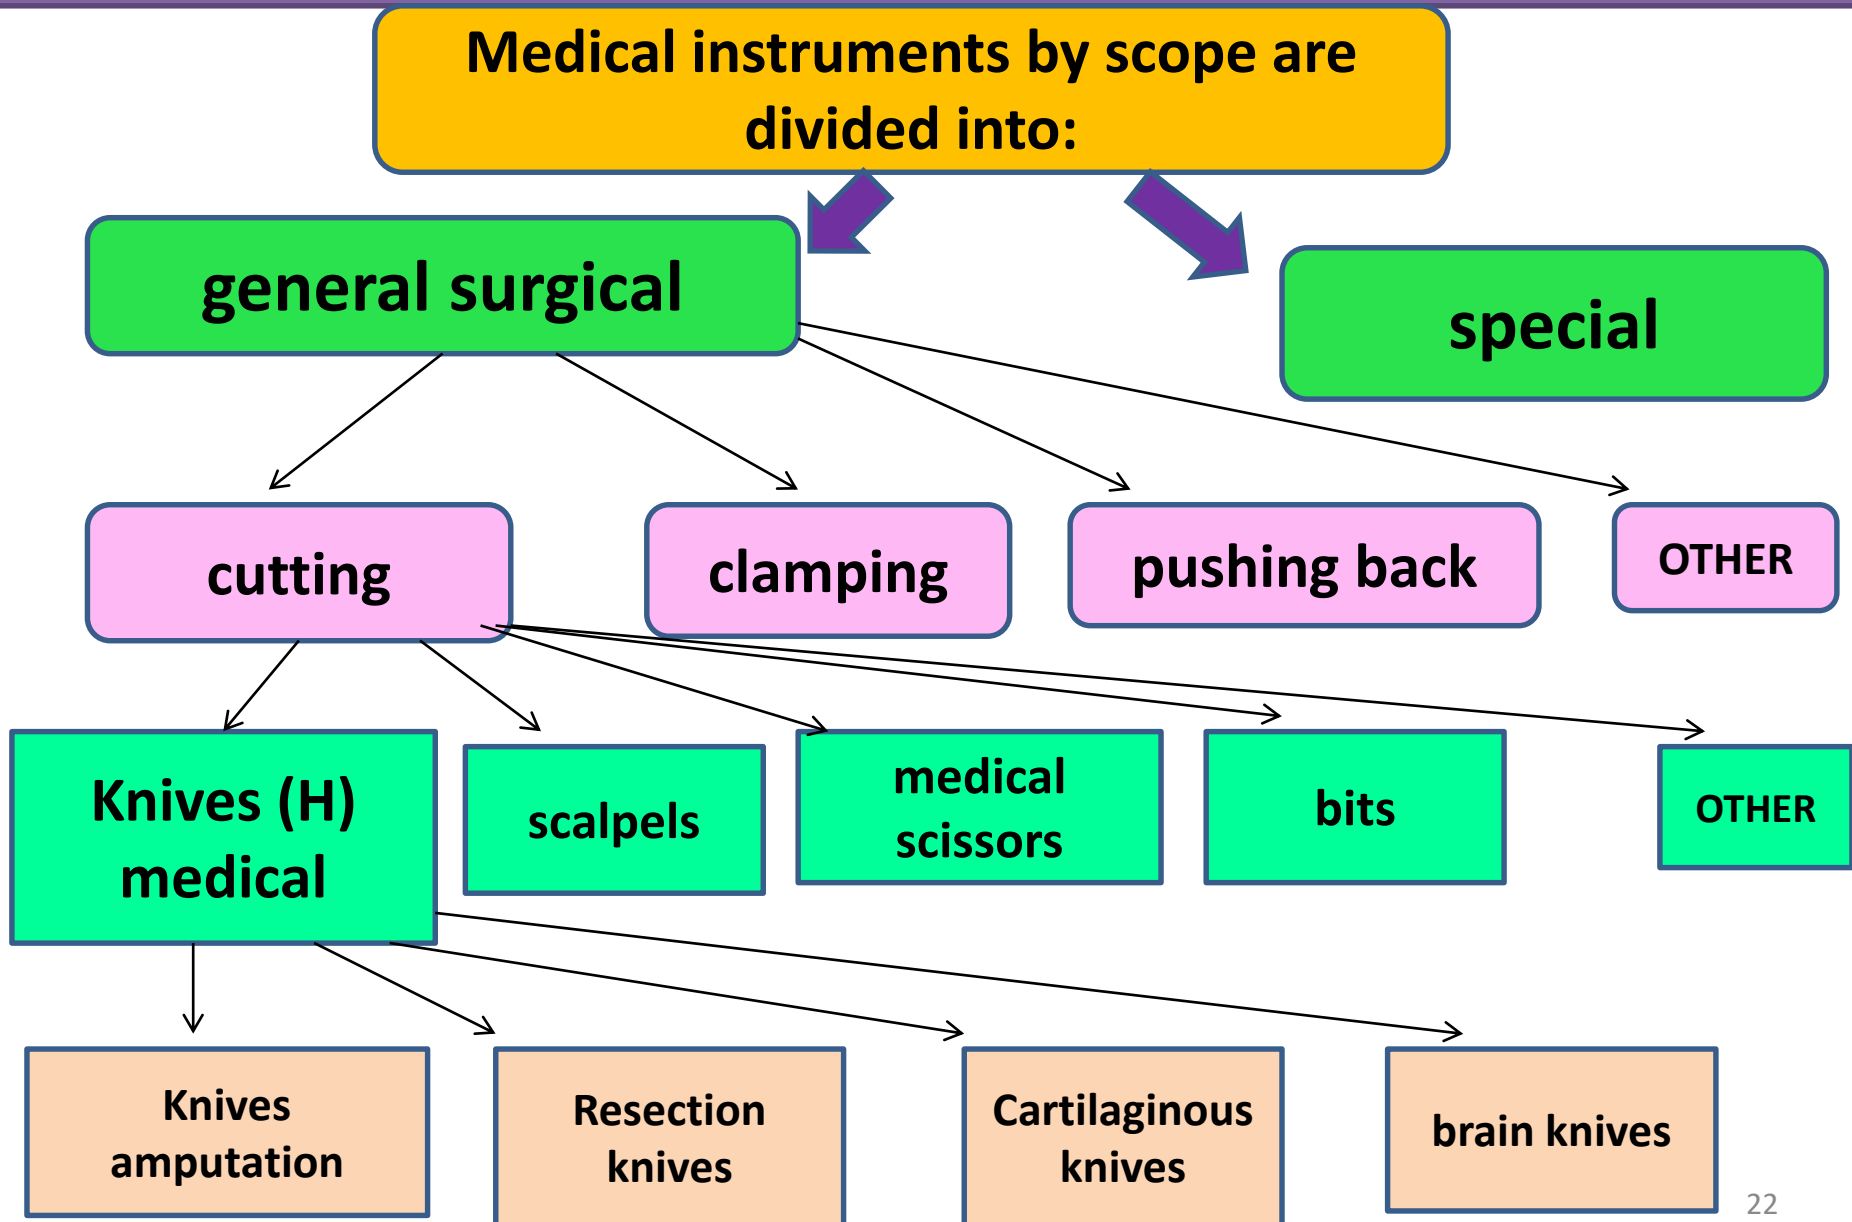 Medical instruments by scope are
divided into:
general surgical
special
cutting
clamping
pushing back
OTHER
Knives (H)
medical
scalpels
medical
scissors
bits
OTHER
Knives
amputation
Resection
knives
Cartilaginous
knives
brain knives
22